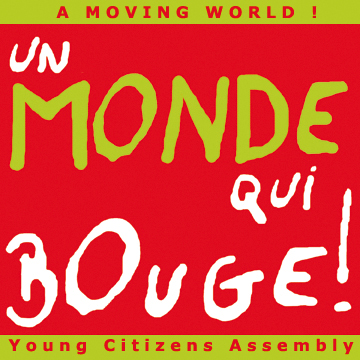 A MOVING WORLD !
UN
MONDE
QUi
BOUGE!
Young Citizens Assembly